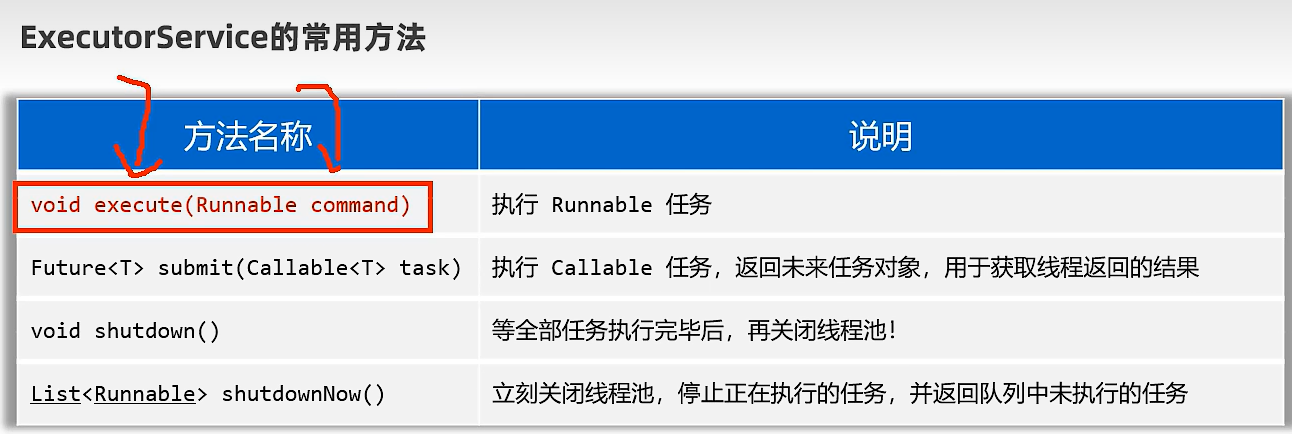 ExecutorService的常用方法
方法名称 说明
void execute(Runnable command) 执行 Runnable 任务
Future<T> submit(Callable<T> task) 执行 Callable 任务，返回未来任务对象，用于获取线程返回的结果
void shutdown() 等全部任务执行完毕后，再关闭线程池！
List<Runnable> shutdownNow() 立刻关闭线程池，停止正在执行的任务，并返回队列中未执行的任务